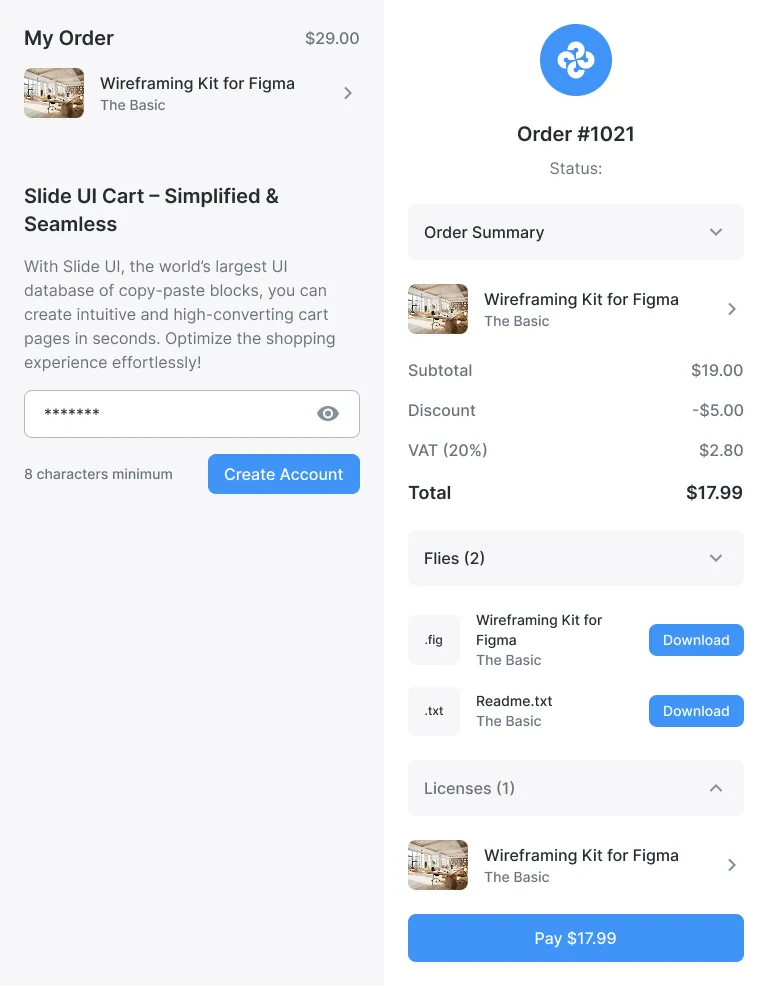 My Order
$29.00
Wireframing Kit for Figma
The Basic
Slide UI Cart – Simplified &
Seamless
With Slide UI, the world’s largest UI
database of copy-paste blocks, you can
create intuitive and high-converting cart
pages in seconds. Optimize the shopping
experience effortlessly!
*******
8 characters minimum
Create Account
Order #1021
Status:
Order Summary
Wireframing Kit for Figma
The Basic
Subtotal
$19.00
Discount
-$5.00
VAT (20%)
$2.80
Total
$17.99
Flies (2)
.fig
Wireframing Kit for
Figma
The Basic
Download
.txt
Readme.txt
The Basic
Download
Licenses (1)
Wireframing Kit for Figma
The Basic
Pay $17.99